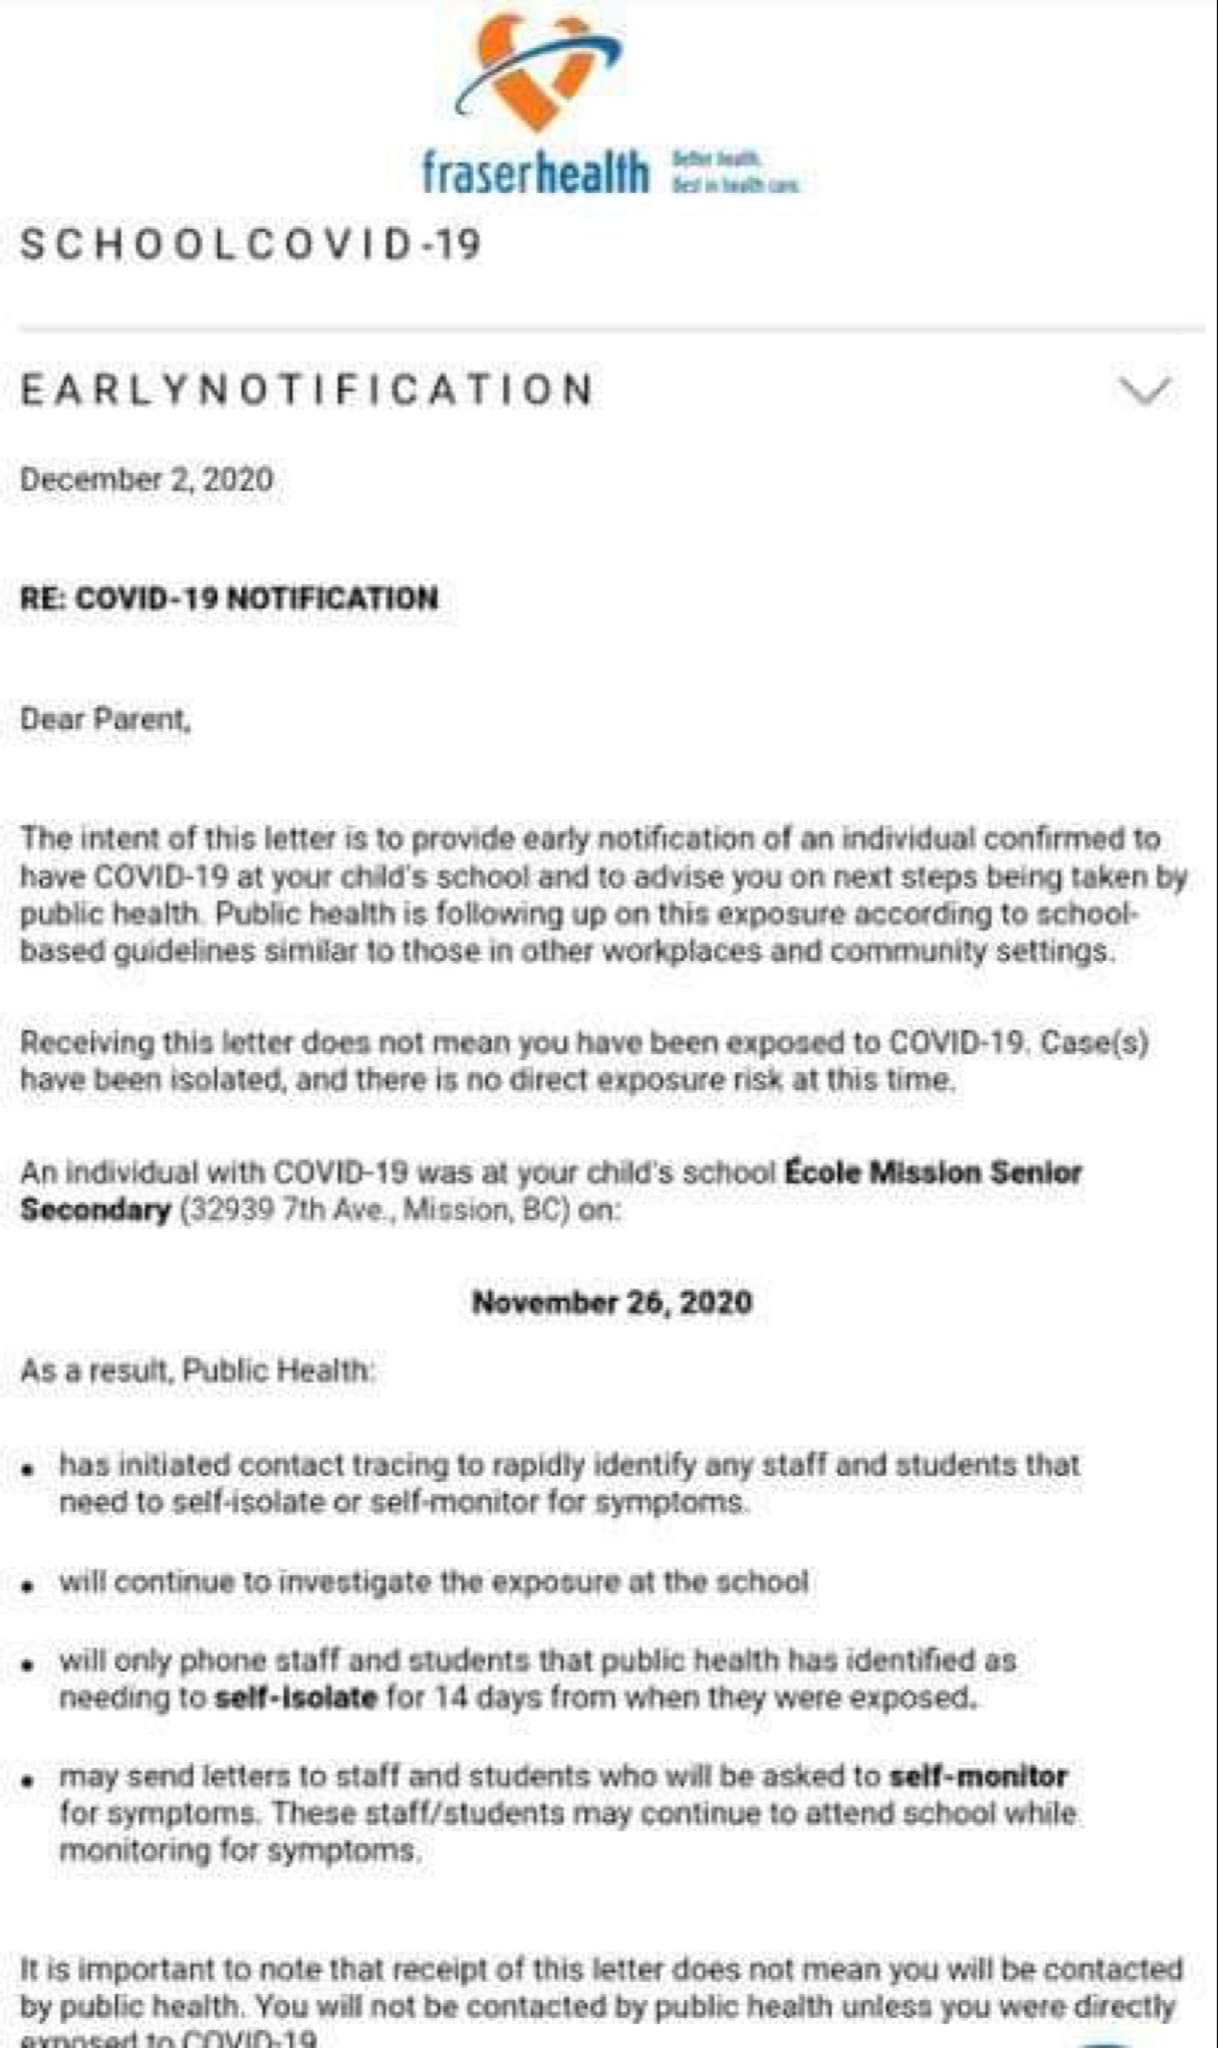 fraserhealth
Better health.
Best in health care.
SCHOOLCOVID-19
EARLYNOTIFICATION
December 2, 2020
RE: COVID-19 NOTIFICATION
Dear Parent,
The intent of this letter is to provide early notification of an individual confirmed to
have COVID-19 at your child's school and to advise you on next steps being taken by
public health. Public health is following up on this exposure according to school-
based guidelines similar to those in other workplaces and community settings.
Receiving this letter does not mean you have been exposed to COVID-19. Case(s)
have been isolated, and there is no direct exposure risk at this time.
An individual with COVID-19 was at your child's school École Mission Senior
Secondary (32939 7th Ave., Mission, BC) on:
November 26, 2020
As a result, Public Health:
• has initiated contact tracing to rapidly identify any staff and students that
need to self-isolate or self-monitor for symptoms.
• will continue to investigate the exposure at the school
• will only phone staff and students that public health has identified as
needing to self-isolate for 14 days from when they were exposed.
• may send letters to staff and students who will be asked to self-monitor
for symptoms. These staff/students may continue to attend school while
monitoring for symptoms.
It is important to note that receipt of this letter does not mean you will be contacted
by public health. You will not be contacted by public health unless you were directly
exposed to COVID-19